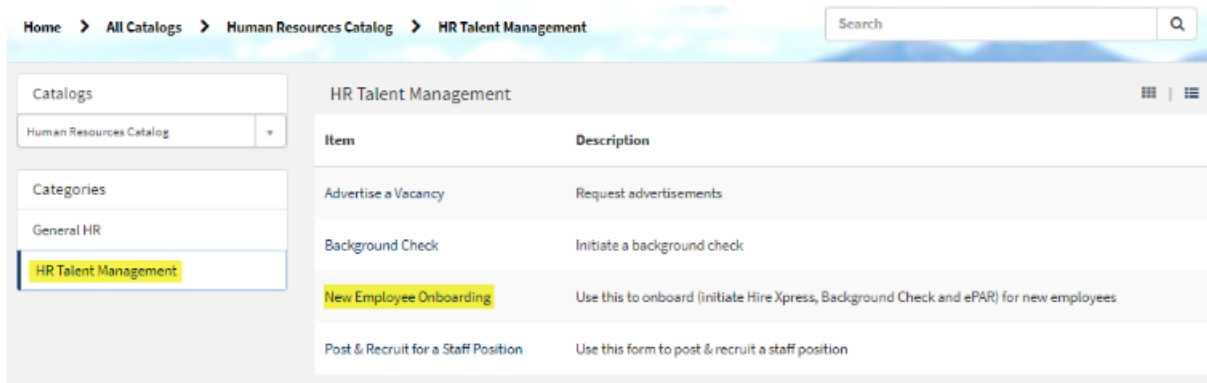 Home > All Catalogs > Human Resources Catalog > HR Talent Management
Search
Catalogs
Human Resources Catalog
Categories
General HR
HR Talent Management
HR Talent Management
|
Item Description
Advertise a Vacancy Request advertisements
Background Check Initiate a background check
New Employee Onboarding Use this to onboard (initiate Hire Xpress, Background Check and ePAR) for new employees
Post & Recruit for a Staff Position Use this form to post & recruit a staff position